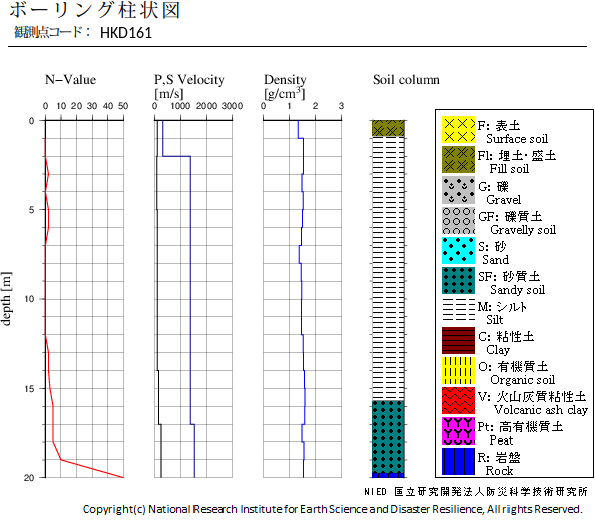 ボーリング柱状図
観測点コード： HKD161
N−Value
P,S Velocity
[m/s]
Density
[g/cm3]
Soil column
0 10 20 30 40 50
0 1000 2000 3000
0 1 2 3
0
5
10
15
20
depth [m]
F: 表土
Surface soil
Fl: 埋土・盛土
Fill soil
G: 礫
Gravel
GF: 礫質土
Gravelly soil
S: 砂
Sand
SF: 砂質土
Sandy soil
M: シルト
Silt
C: 粘性土
Clay
O: 有機質土
Organic soil
V: 火山灰質粘性土
Volcanic ash clay
Pt: 高有機質土
Peat
R: 岩盤
Rock
NIED 国立研究開発法人防災科学技術研究所
Copyright(c) National Research Institute for Earth Science and Disaster Resilience, All rights Reserved.